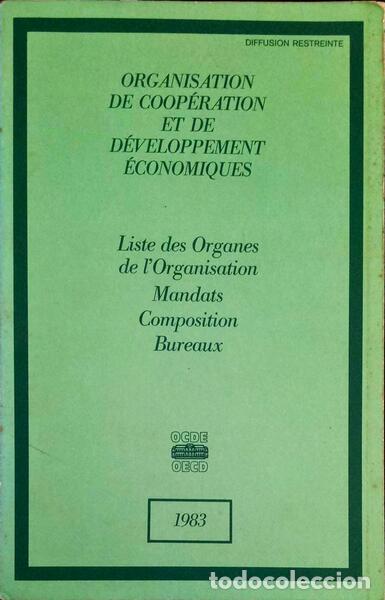 DIFFUSION RESTREINTE
ORGANISATION
DE COOPÉRATION
ET DE
DÉVELOPPEMENT
ÉCONOMIQUES
Liste des Organes
de l'Organisation
Mandats
Composition
Bureaux
OCDE
OECD
1983
todocoleccion.net